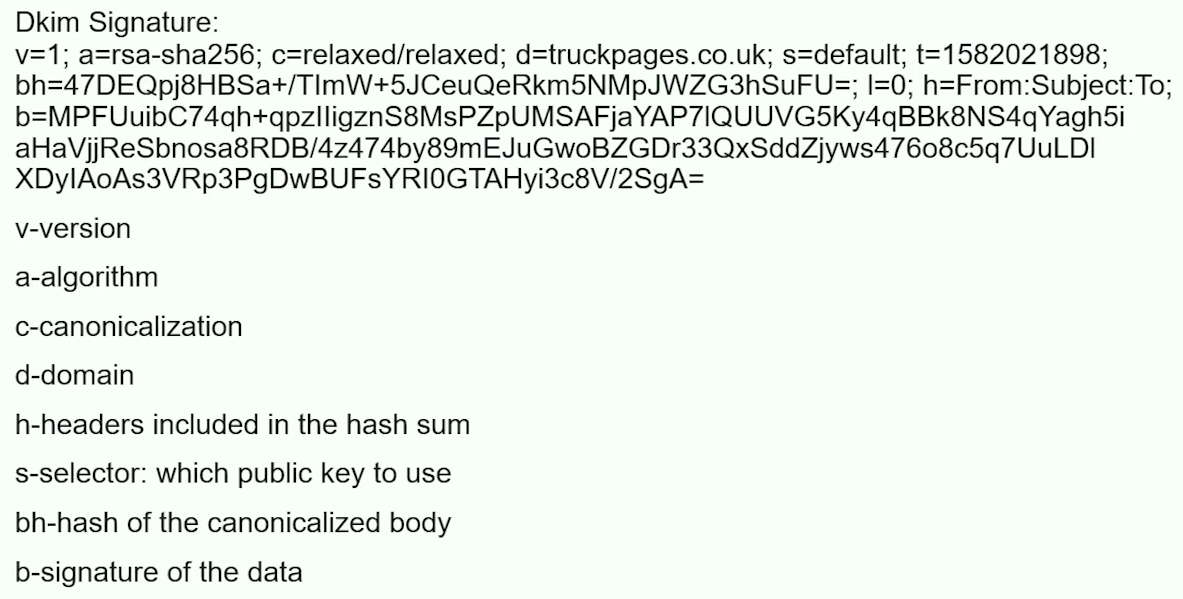 Dkim Signature:
v=1; a=rsa-sha256; c=relaxed/relaxed; d=truckpages.co.uk; s=default; t=1582021898;
bh=47DEQpj8HBSa+/TImW+5JCeuQeRkm5NMpJWZG3hSuFU=; l=0; h=From:Subject:To;
b=MPFUuibC74qh+qpzIlligznS8MsPZpUMSAFjaYAP7lQUUVG5Ky4qBBk8NS4qYagh5i
aHaVjjReSbnosa8RDB/4z474by89mEJuGwoBZGDr33QxSddZjyws476o8c5q7UuLDl
XDyIAoAs3VRp3PgDwBUFsYRI0GTAHyi3c8V/2SgA=
v-version
a-algorithm
c-canonicalization
d-domain
h-headers included in the hash sum
s-selector: which public key to use
bh-hash of the canonicalized body
b-signature of the data